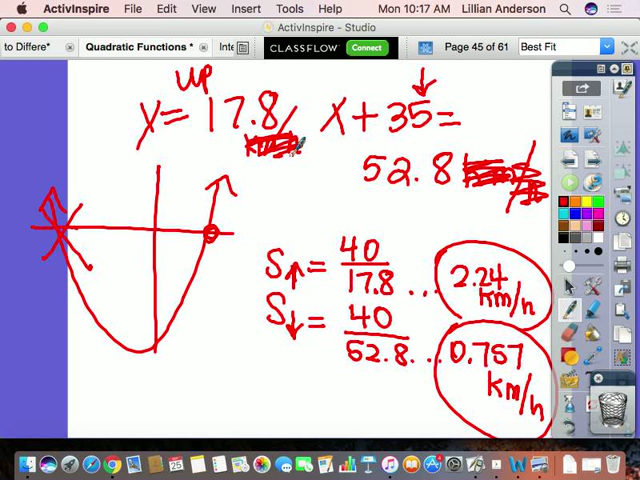 ActivInspire File Edit View Insert Tools Help Mon 10:17 AM Lillian Anderson
ActivInspire - Studio
to Differe* Quadratic Functions * Inte CLASSFLOW Connect Page 45 of 61 Best Fit
UP
y = 17.8 x + 35 =
52.8
S↑ = 40/17.8 ... 2.24 km/h
S↓ = 40/52.8 ... 0.757 km/h